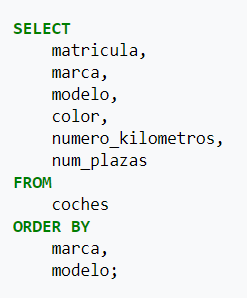 SELECT
    matricula,
    marca,
    modelo,
    color,
    numero_kilometros,
    num_plazas
FROM
    coches
ORDER BY
    marca,
    modelo;